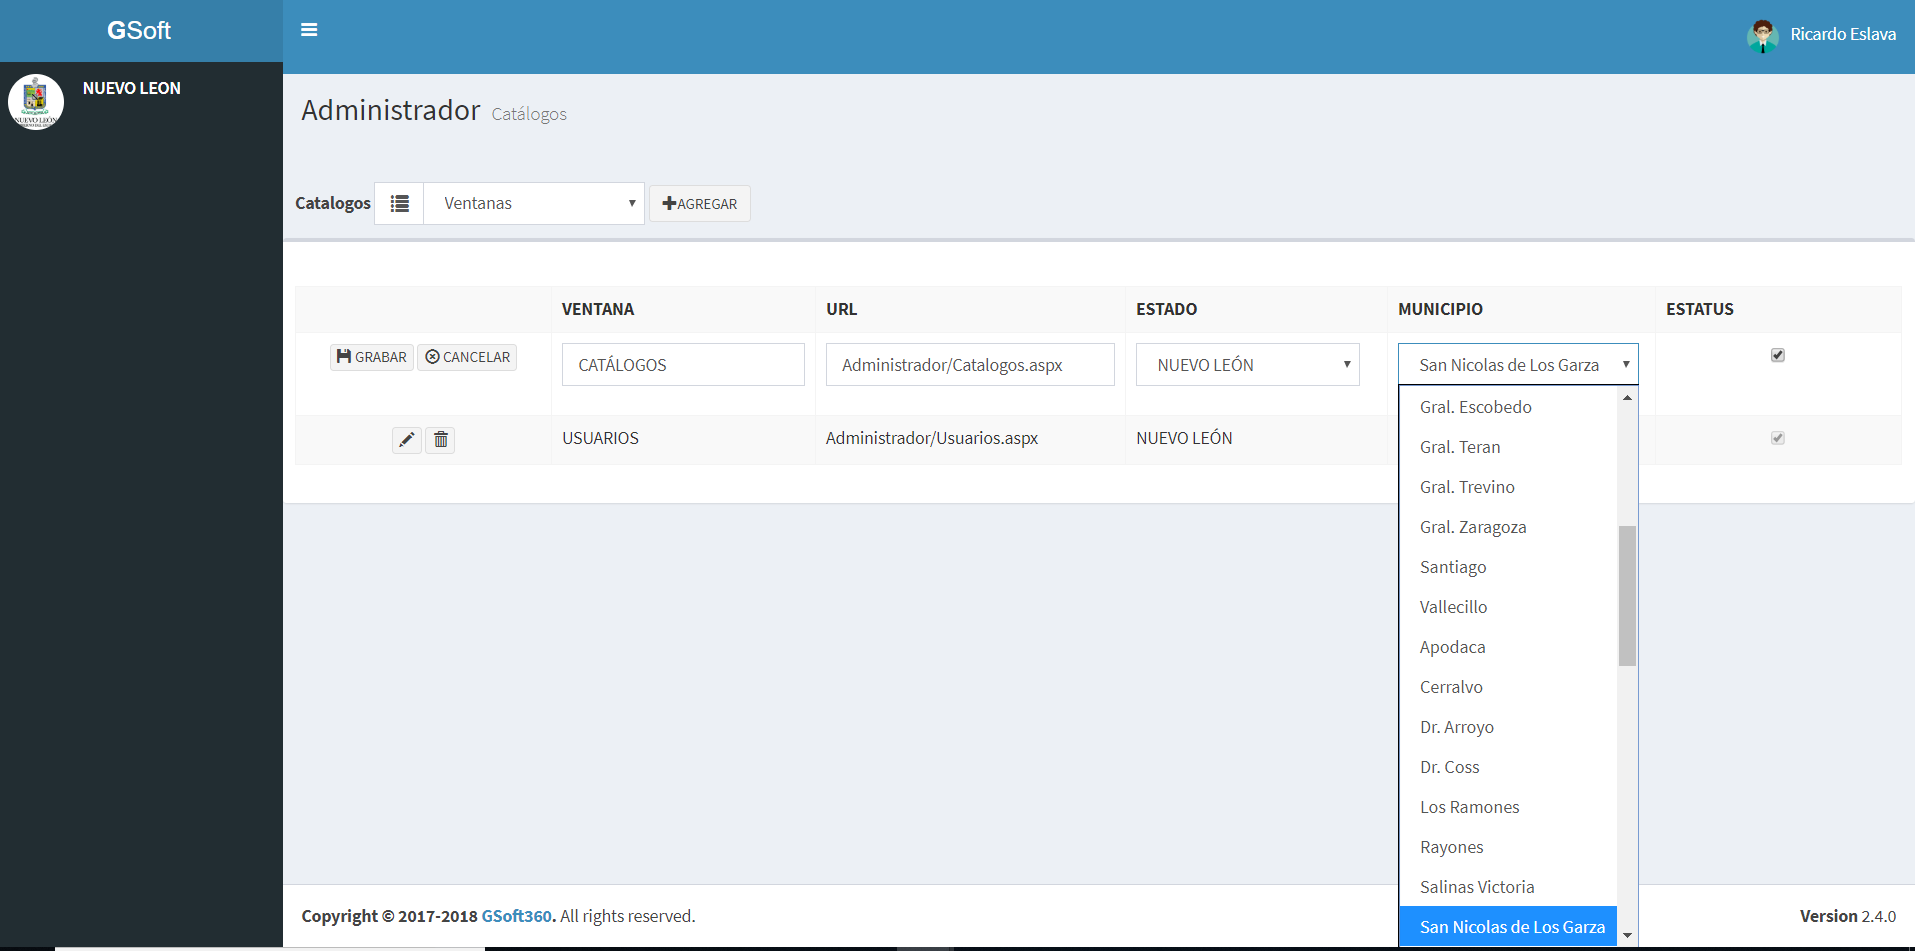 GSoft
Ricardo Eslava
NUEVO LEON
NUEVO LEÓN
Administrador Catálogos
Catalogos Ventanas AGREGAR
VENTANA URL ESTADO MUNICIPIO ESTATUS
GRABAR CANCELAR CATÁLOGOS Administrador/Catalogos.aspx NUEVO LEÓN San Nicolas de Los Garza
USUARIOS Administrador/Usuarios.aspx NUEVO LEÓN
Gral. Escobedo
Gral. Teran
Gral. Trevino
Gral. Zaragoza
Santiago
Vallecillo
Apodaca
Cerralvo
Dr. Arroyo
Dr. Coss
Los Ramones
Rayones
Salinas Victoria
San Nicolas de Los Garza
Copyright © 2017-2018 GSoft360. All rights reserved.
Version 2.4.0